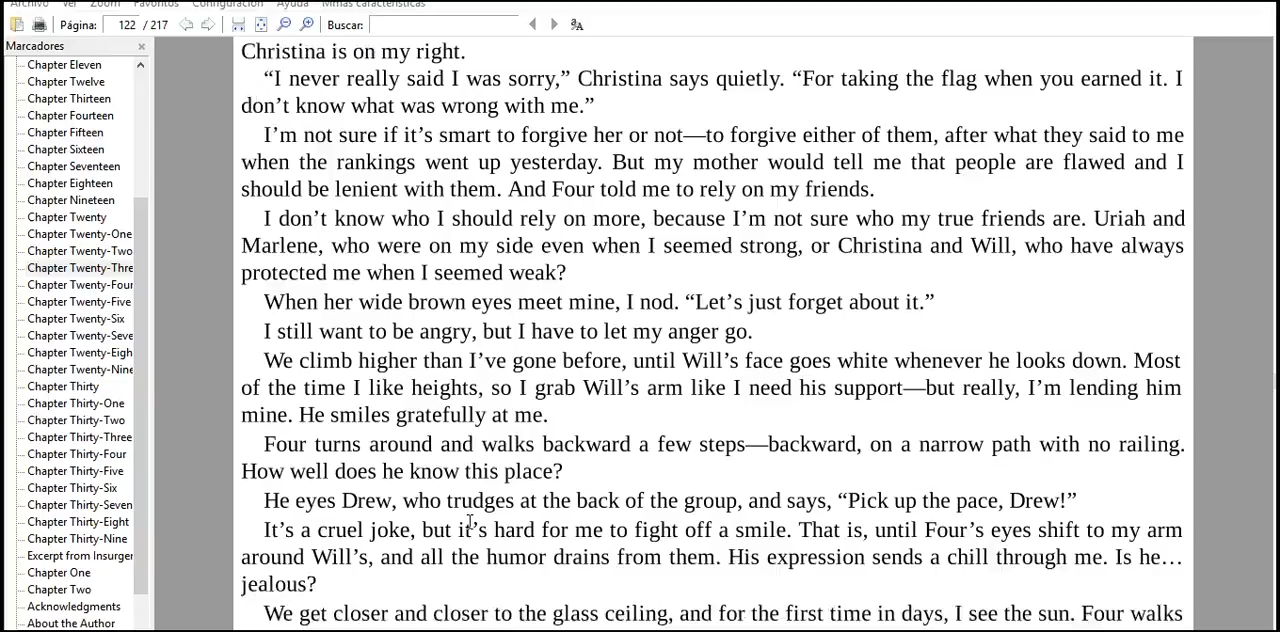 Archivo Ver Zoom Favoritos Configuración Ayuda Minhas características
Página: 122 / 217 Buscar:
Marcadores
Chapter Eleven
Chapter Twelve
Chapter Thirteen
Chapter Fourteen
Chapter Fifteen
Chapter Sixteen
Chapter Seventeen
Chapter Eighteen
Chapter Nineteen
Chapter Twenty
Chapter Twenty-One
Chapter Twenty-Two
Chapter Twenty-Thre
Chapter Twenty-Four
Chapter Twenty-Five
Chapter Twenty-Six
Chapter Twenty-Seve
Chapter Twenty-Eigh
Chapter Twenty-Nine
Chapter Thirty
Chapter Thirty-One
Chapter Thirty-Two
Chapter Thirty-Three
Chapter Thirty-Four
Chapter Thirty-Five
Chapter Thirty-Six
Chapter Thirty-Seven
Chapter Thirty-Eight
Chapter Thirty-Nine
Excerpt from Insurger
Chapter One
Chapter Two
Acknowledgments
About the Author
Christina is on my right.
“I never really said I was sorry,” Christina says quietly. “For taking the flag when you earned it. I
don’t know what was wrong with me.”
I’m not sure if it’s smart to forgive her or not—to forgive either of them, after what they said to me
when the rankings went up yesterday. But my mother would tell me that people are flawed and I
should be lenient with them. And Four told me to rely on my friends.
I don’t know who I should rely on more, because I’m not sure who my true friends are. Uriah and
Marlene, who were on my side even when I seemed strong, or Christina and Will, who have always
protected me when I seemed weak?
When her wide brown eyes meet mine, I nod. “Let’s just forget about it.”
I still want to be angry, but I have to let my anger go.
We climb higher than I’ve gone before, until Will’s face goes white whenever he looks down. Most
of the time I like heights, so I grab Will’s arm like I need his support—but really, I’m lending him
mine. He smiles gratefully at me.
Four turns around and walks backward a few steps—backward, on a narrow path with no railing.
How well does he know this place?
He eyes Drew, who trudges at the back of the group, and says, “Pick up the pace, Drew!”
It’s a cruel joke, but it’s hard for me to fight off a smile. That is, until Four’s eyes shift to my arm
around Will’s, and all the humor drains from them. His expression sends a chill through me. Is he…
jealous?
We get closer and closer to the glass ceiling, and for the first time in days, I see the sun. Four walks